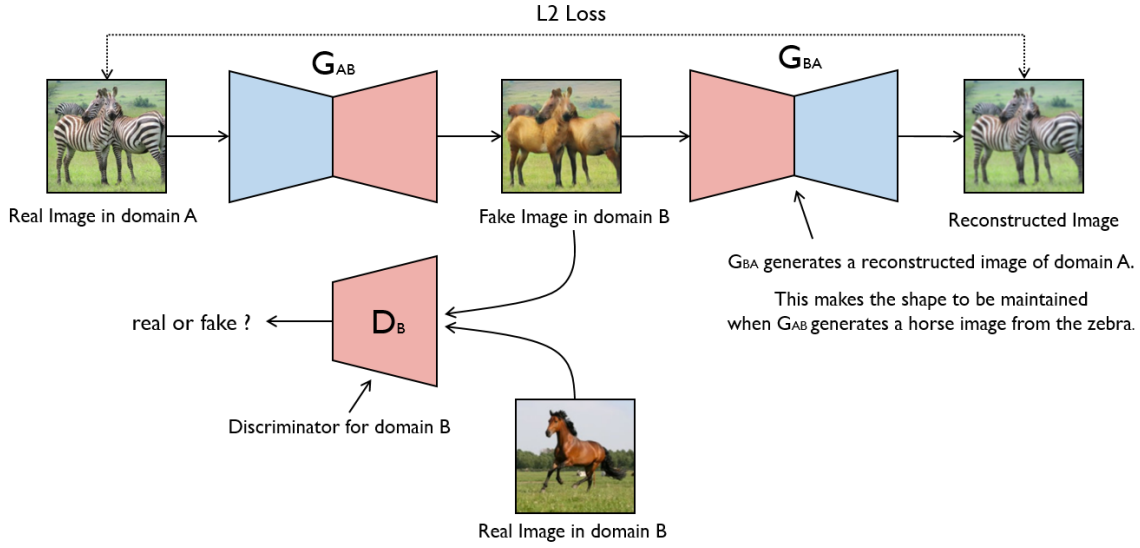 L2 Loss
GAB
GBA
Real Image in domain A
Fake Image in domain B
Reconstructed Image
GBA generates a reconstructed image of domain A.
This makes the shape to be maintained
when GAB generates a horse image from the zebra.
real or fake ?
DB
Discriminator for domain B
Real Image in domain B